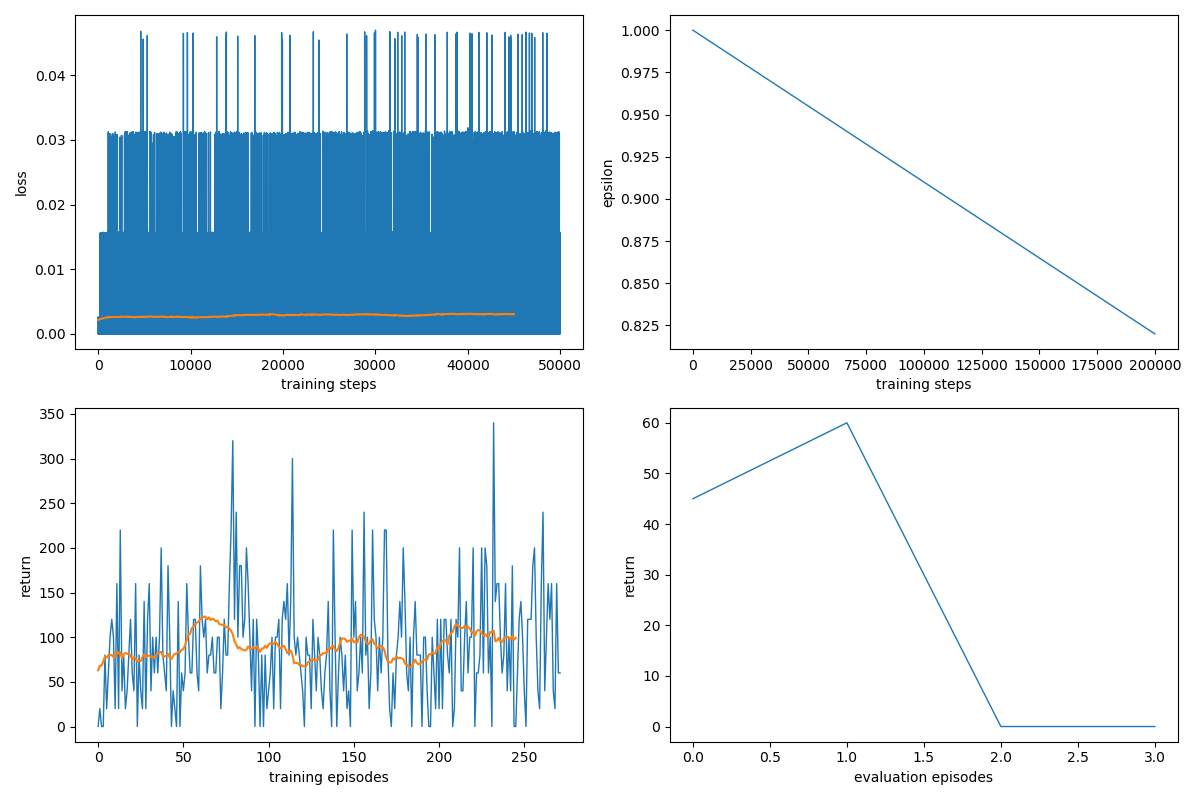 loss
0.04
0.03
0.02
0.01
0.00
0 10000 20000 30000 40000 50000
training steps
epsilon
1.000
0.975
0.950
0.925
0.900
0.875
0.850
0.825
0 25000 50000 75000 100000 125000 150000 175000 200000
training steps
return
350
300
250
200
150
100
50
0
0 50 100 150 200 250
training episodes
return
60
50
40
30
20
10
0
0.0 0.5 1.0 1.5 2.0 2.5 3.0
evaluation episodes